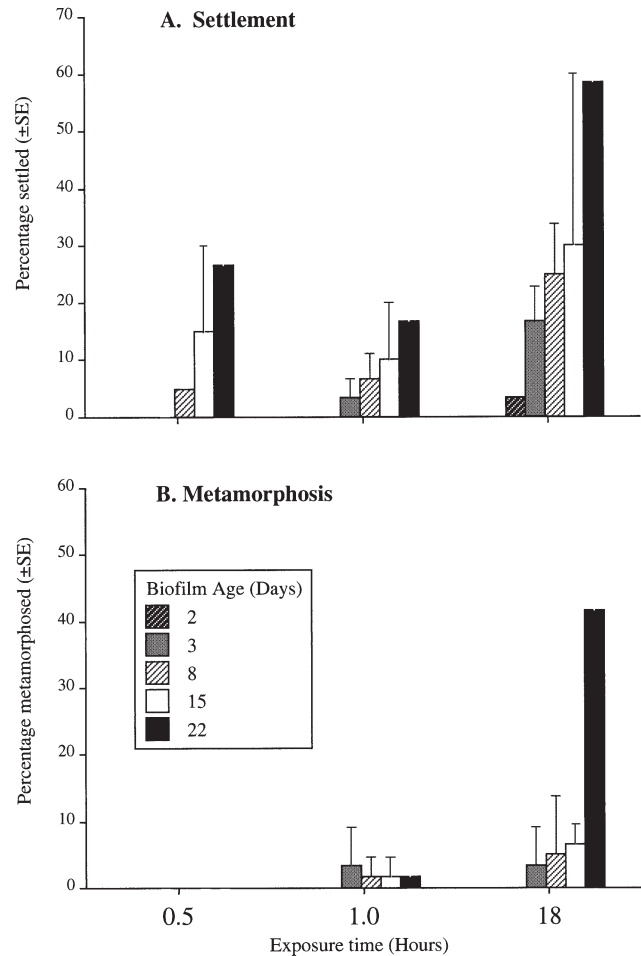 A. Settlement
Percentage settled (±SE)
70
60
50
40
30
20
10
0
B. Metamorphosis
Percentage metamorphosed (±SE)
60
50
40
30
20
10
0
Biofilm Age (Days)
2
3
8
15
22
0.5 1.0 18
Exposure time (Hours)